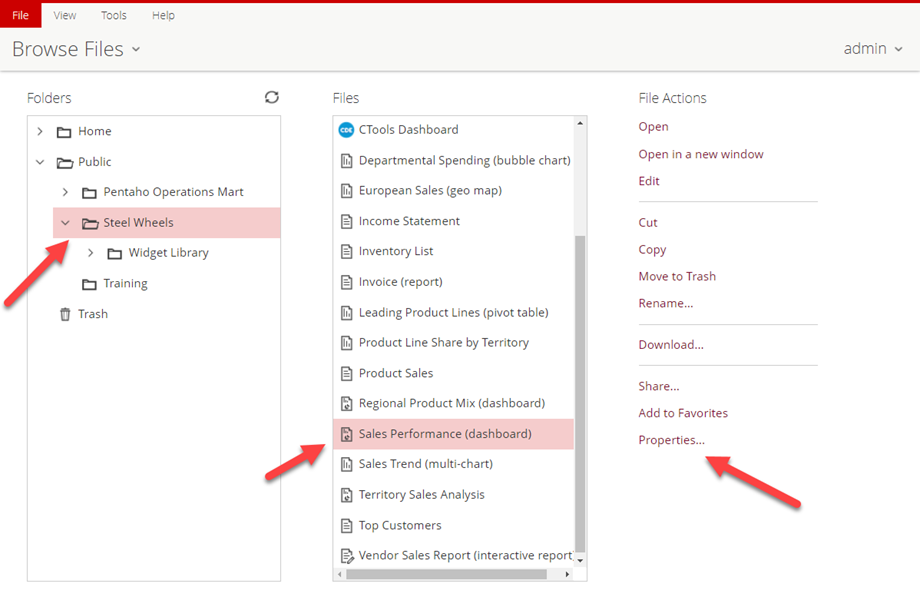 File View Tools Help
Browse Files
admin
Folders
Home
Public
Pentaho Operations Mart
Steel Wheels
Widget Library
Training
Trash
Files
CDE CTools Dashboard
Departmental Spending (bubble chart)
European Sales (geo map)
Income Statement
Inventory List
Invoice (report)
Leading Product Lines (pivot table)
Product Line Share by Territory
Product Sales
Regional Product Mix (dashboard)
Sales Performance (dashboard)
Sales Trend (multi-chart)
Territory Sales Analysis
Top Customers
Vendor Sales Report (interactive report
File Actions
Open
Open in a new window
Edit
Cut
Copy
Move to Trash
Rename...
Download...
Share...
Add to Favorites
Properties...